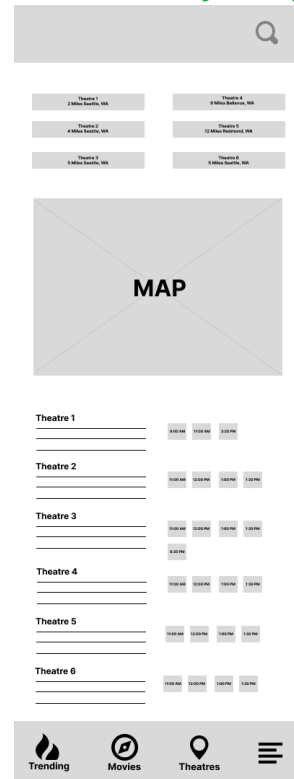 Theatre 1
2 Miles Seattle, WA
Theatre 4
9 Miles Bellevue, WA
Theatre 2
4 Miles Seattle, WA
Theatre 5
12 Miles Redmond, WA
Theatre 3
5 Miles Seattle, WA
Theatre 6
5 Miles Seattle, WA
MAP
Theatre 1
9:00 AM 11:00 AM 3:30 PM
Theatre 2
11:00 AM 12:00 PM 1:00 PM 1:30 PM
Theatre 3
11:00 AM 12:00 PM 1:00 PM 1:30 PM
8:30 PM
Theatre 4
11:00 AM 12:00 PM 1:00 PM 1:30 PM
Theatre 5
11:00 AM 12:00 PM 1:00 PM 1:30 PM
Theatre 6
11:00 AM 12:00 PM 1:00 PM 1:30 PM
Trending Movies Theatres